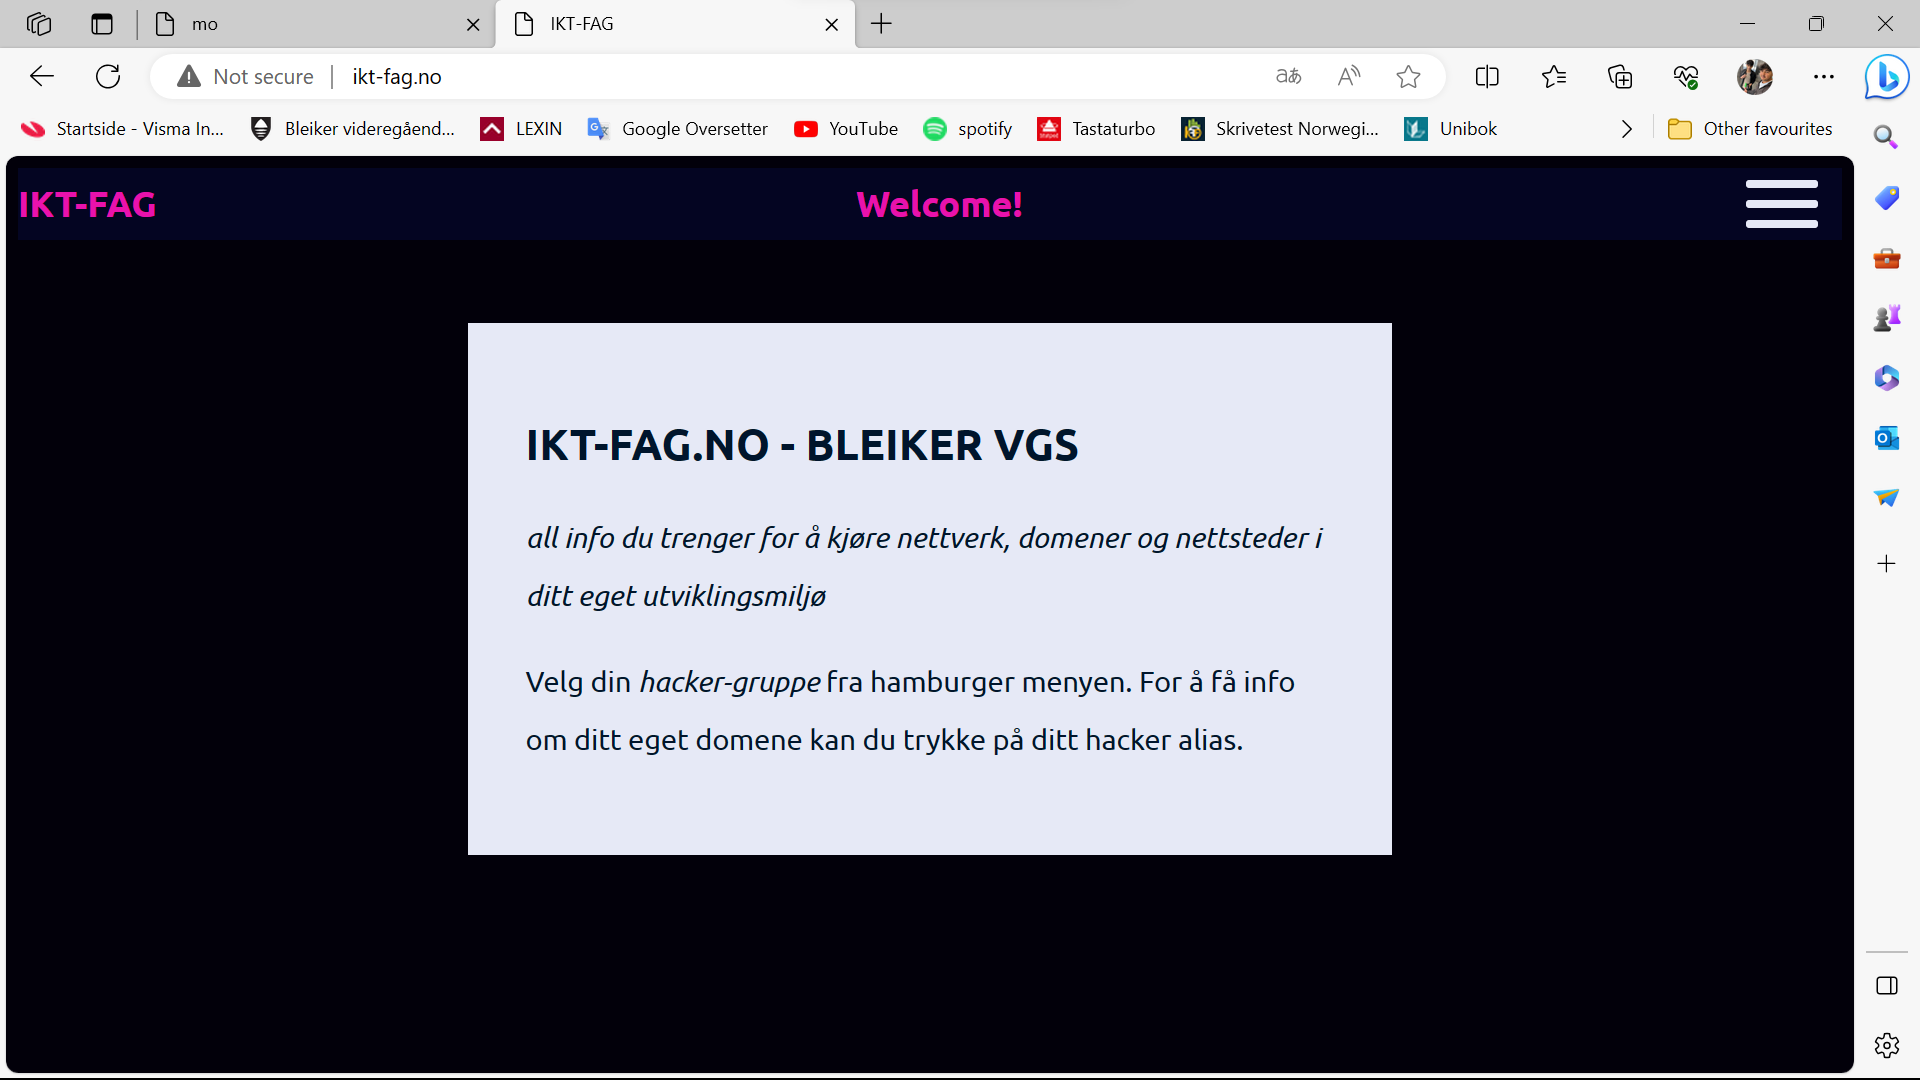 mo
IKT-FAG
Not secure
ikt-fag.no
Startside - Visma In...
Bleiker videregåend...
LEXIN
Google Oversetter
YouTube
spotify
Tastaturbo
Skrivetest Norwegi...
Unibok
Other favourites
IKT-FAG
Welcome!
IKT-FAG.NO - BLEIKER VGS
all info du trenger for å kjøre nettverk, domener og nettsteder i
ditt eget utviklingsmiljø
Velg din hacker-gruppe fra hamburger menyen. For å få info
om ditt eget domene kan du trykke på ditt hacker alias.